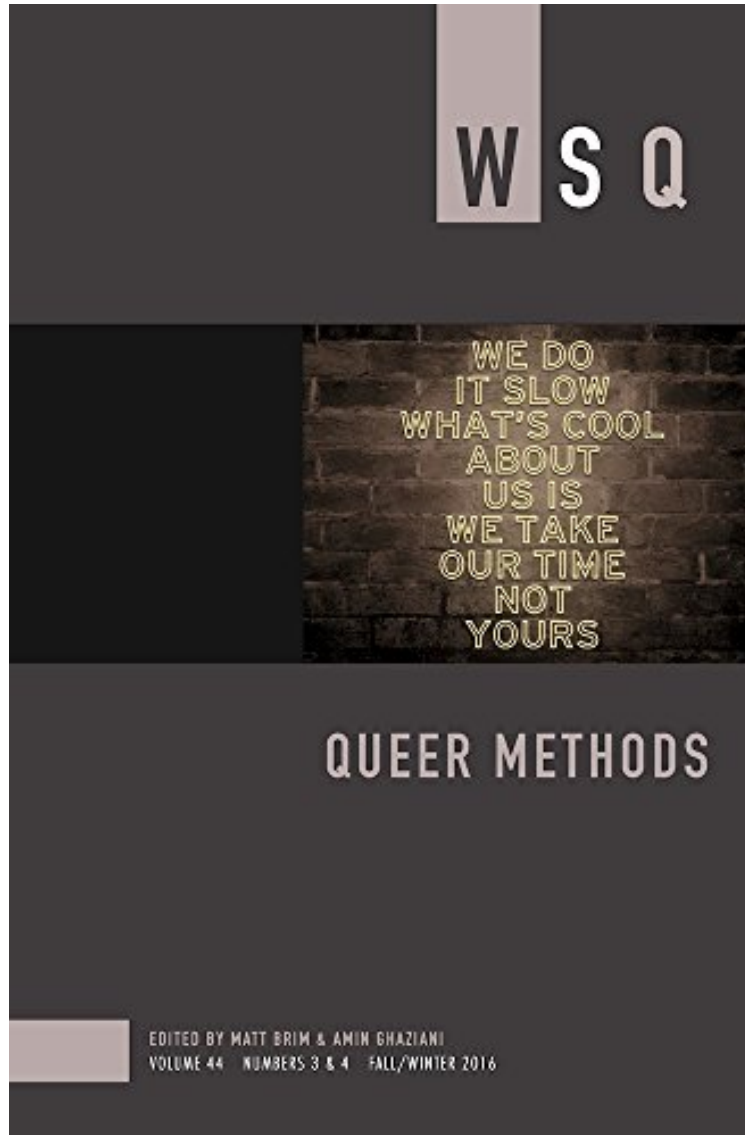 W S Q
WE DO
IT SLOW
WHAT'S COOL
ABOUT
US IS
WE TAKE
OUR TIME
NOT
YOURS
QUEER METHODS
EDITED BY MATT BRIM & AMIN GHAZIANI
VOLUME 44 NUMBERS 3 & 4 FALL/WINTER 2016